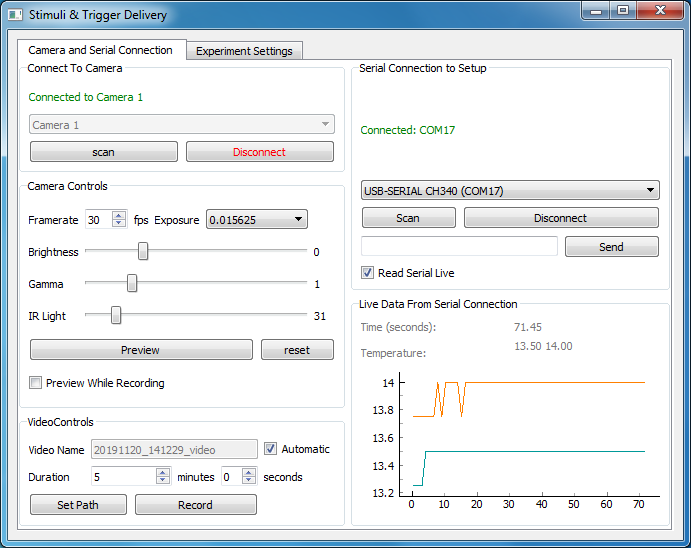 Stimuli & Trigger Delivery
Camera and Serial Connection
Experiment Settings
Connect To Camera
Connected to Camera 1
Camera 1
scan
Disconnect
Camera Controls
Framerate 30 fps Exposure 0.015625
Brightness 0
Gamma 1
IR Light 31
Preview
reset
Preview While Recording
VideoControls
Video Name 20191120_141229_video Automatic
Duration 5 minutes 0 seconds
Set Path
Record
Serial Connection to Setup
Connected: COM17
USB-SERIAL CH340 (COM17)
Scan
Disconnect
Send
Read Serial Live
Live Data From Serial Connection
Time (seconds): 71.45
Temperature: 13.50 14.00
14
13.8
13.6
13.4
13.2
0 10 20 30 40 50 60 70